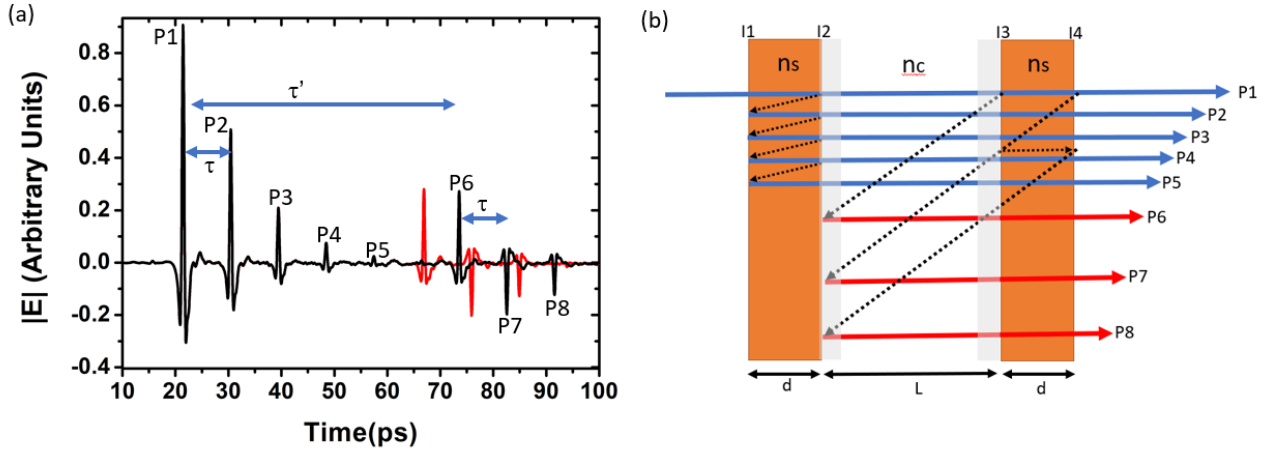 (a)
|E| (Arbitrary Units)
0.8
0.6
0.4
0.2
0.0
-0.2
-0.4
P1
τ'
P2
τ
P3
P4
P5
P6
τ
P7
P8
10 20 30 40 50 60 70 80 90 100
Time(ps)
(b)
I1 I2 I3 I4
ns nc ns
P1
P2
P3
P4
P5
P6
P7
P8
d L d